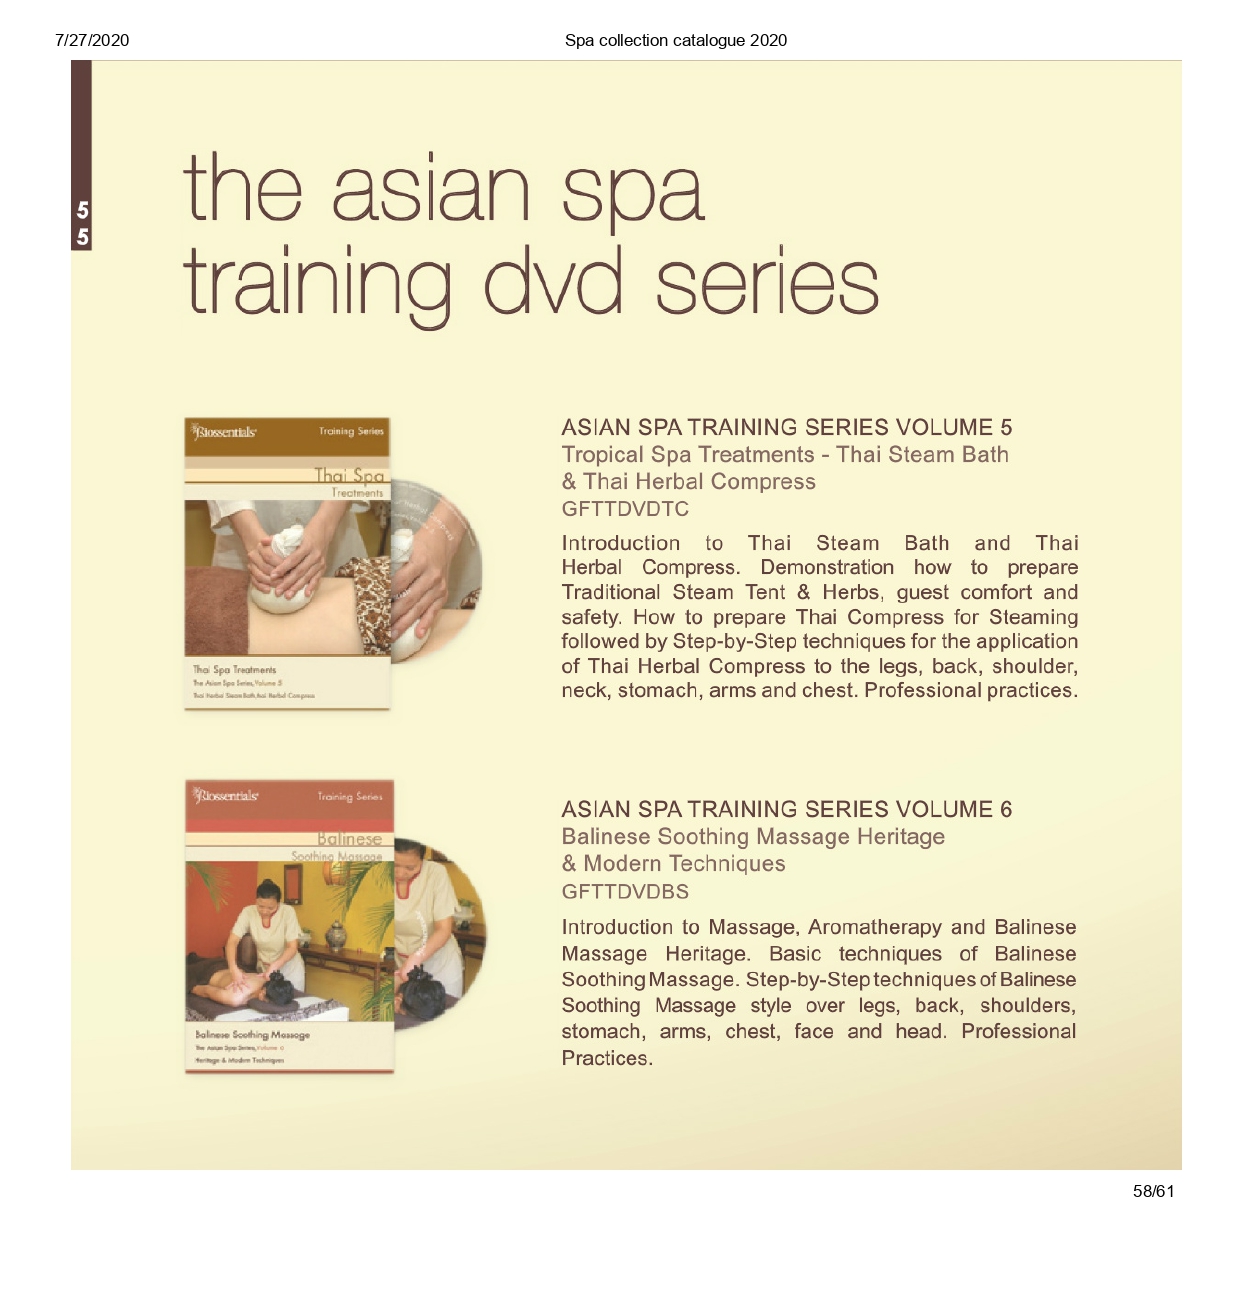 7/27/2020
Spa collection catalogue 2020
5
5
the asian spa
training dvd series
Biossentials
Training Series
Thai Spa
Treatments
Herbal Compress
Thai Spa Treatments
The Asian Spa Series, Volume 5
Thai Herbal Steam Bath, thai Herbal Compress
ASIAN SPA TRAINING SERIES VOLUME 5
Tropical Spa Treatments - Thai Steam Bath
& Thai Herbal Compress
GFTTDVDTC
Introduction to Thai Steam Bath and Thai
Herbal Compress. Demonstration how to prepare
Traditional Steam Tent & Herbs, guest comfort and
safety. How to prepare Thai Compress for Steaming
followed by Step-by-Step techniques for the application
of Thai Herbal Compress to the legs, back, shoulder,
neck, stomach, arms and chest. Professional practices.
Biossentials
Training Series
Balinese
Soothing Massage
Balinese Soothing Massage
The Asian Spa Series, Volume 6
Heritage & Modern Techniques
ASIAN SPA TRAINING SERIES VOLUME 6
Balinese Soothing Massage Heritage
& Modern Techniques
GFTTDVDBS
Introduction to Massage, Aromatherapy and Balinese
Massage Heritage. Basic techniques of Balinese
Soothing Massage. Step-by-Step techniques of Balinese
Soothing Massage style over legs, back, shoulders,
stomach, arms, chest, face and head. Professional
Practices.
58/61